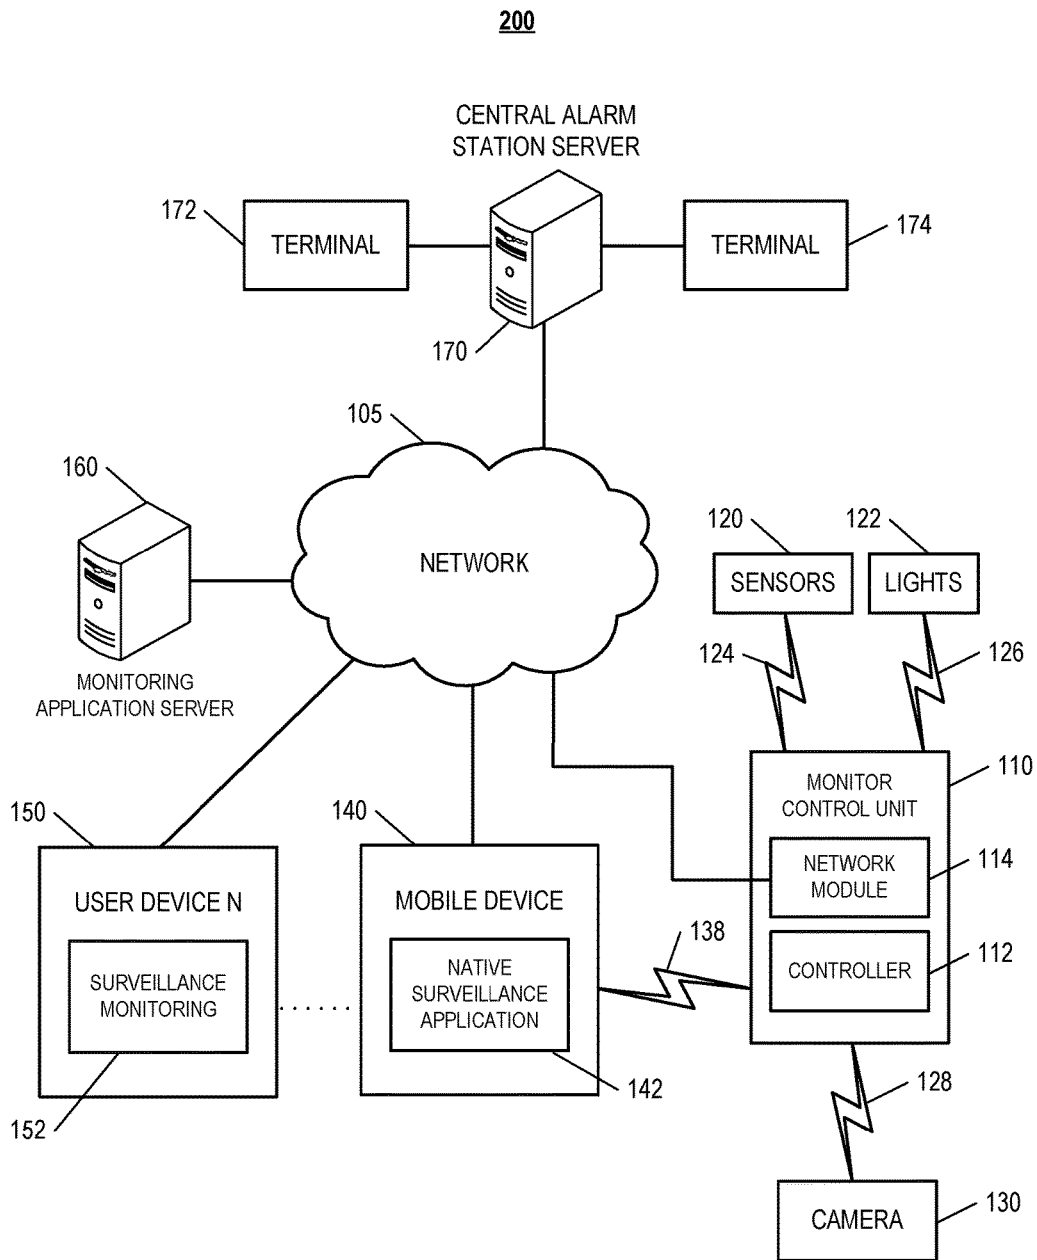 200
CENTRAL ALARM
STATION SERVER
172
TERMINAL
TERMINAL
174
170
105
160
NETWORK
120
122
SENSORS
LIGHTS
124
126
MONITORING
APPLICATION SERVER
110
MONITOR
CONTROL UNIT
150
140
NETWORK
MODULE
114
USER DEVICE N
MOBILE DEVICE
138
CONTROLLER
112
SURVEILLANCE
MONITORING
NATIVE
SURVEILLANCE
APPLICATION
. . . . . .
152
142
128
CAMERA
130